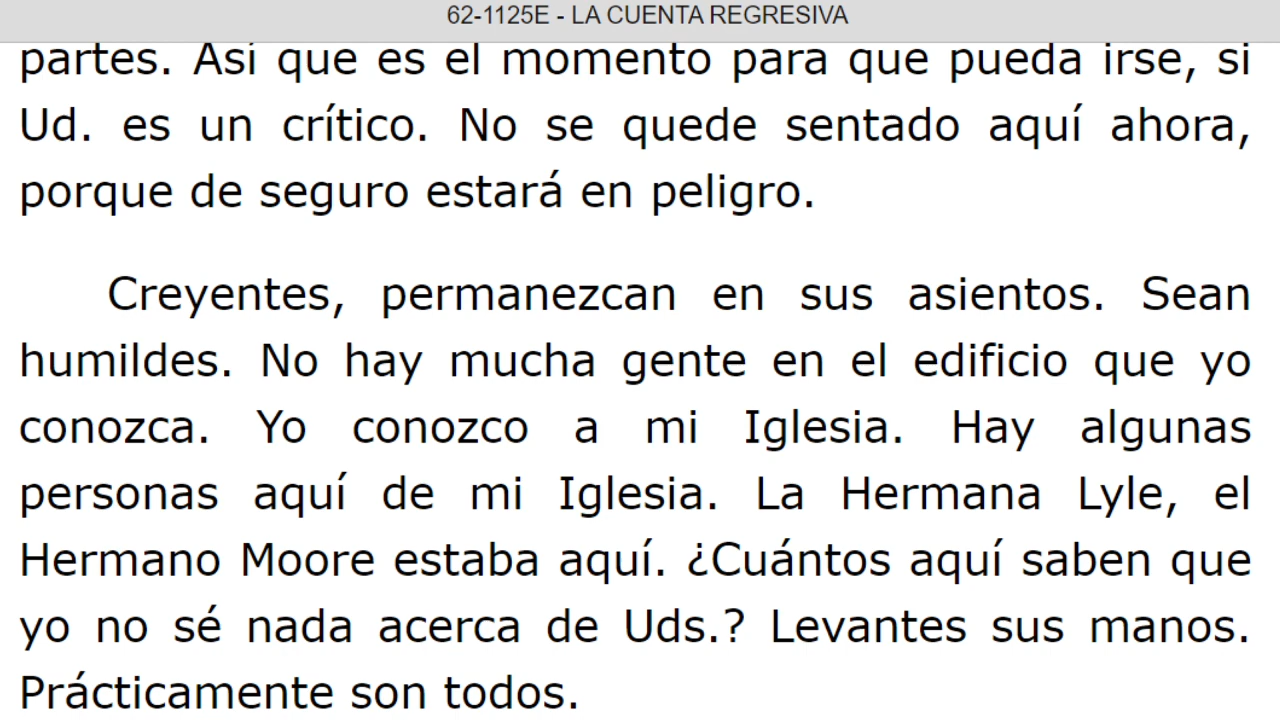 62-1125E - LA CUENTA REGRESIVA
partes. Así que es el momento para que pueda irse, si
Ud. es un crítico. No se quede sentado aquí ahora,
porque de seguro estará en peligro.
Creyentes, permanezcan en sus asientos. Sean
humildes. No hay mucha gente en el edificio que yo
conozca. Yo conozco a mi Iglesia. Hay algunas
personas aquí de mi Iglesia. La Hermana Lyle, el
Hermano Moore estaba aquí. ¿Cuántos aquí saben que
yo no sé nada acerca de Uds.? Levantes sus manos.
Prácticamente son todos.